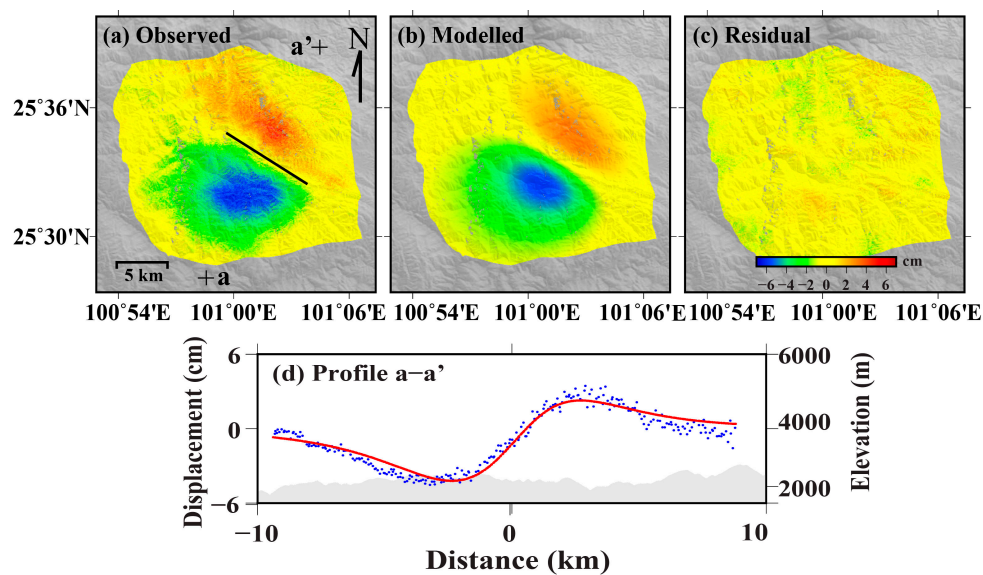 (a) Observed
a'+
N
(b) Modelled
(c) Residual
25°36'N
25°30'N
5 km
+a
cm
−6 −4 −2 0 2 4 6
100°54'E 101°00'E 101°06'E 100°54'E 101°00'E 101°06'E 100°54'E 101°00'E 101°06'E
(d) Profile a−a'
Displacement (cm)
6
0
−6
Elevation (m)
6000
4000
2000
−10 0 10
Distance (km)